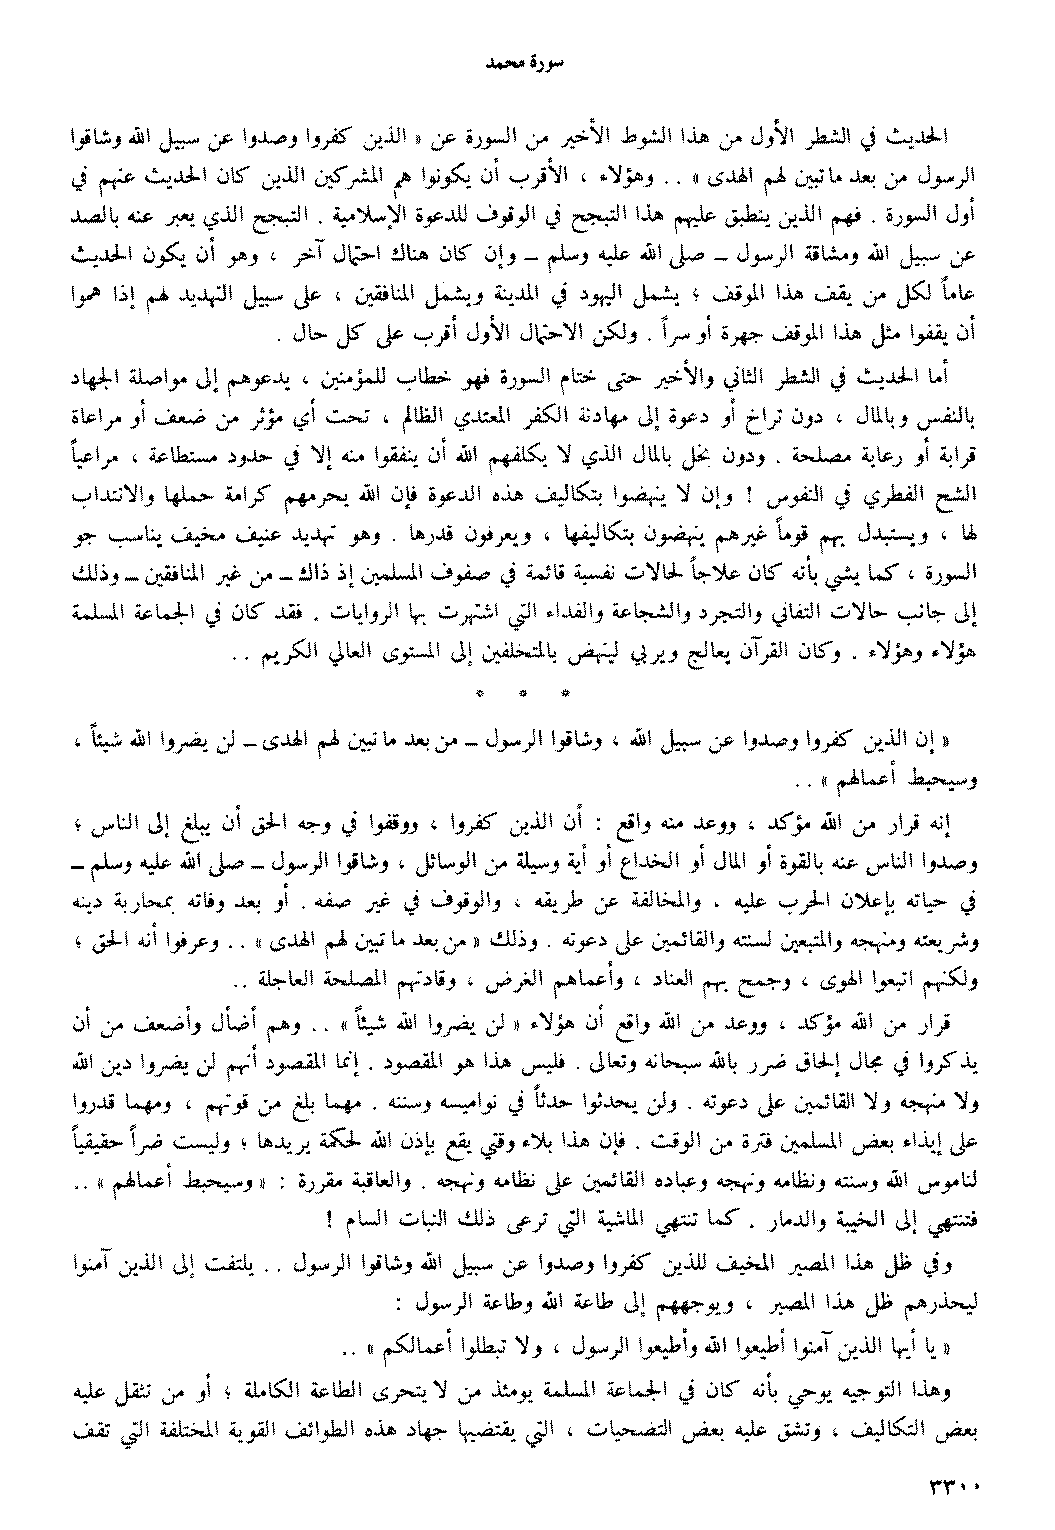 سورة محمد
الحديث في الشطر الأول من هذا الشوط الأخير من السورة عن « الذين كفروا وصدوا عن سبيل الله وشاقوا
الرسول من بعد ما تبين لهم الهدى » .. وهؤلاء ، الأقرب أن يكونوا هم المشركين الذين كان الحديث عنهم في
أول السورة . فهم الذين ينطبق عليهم هذا التبجح في الوقوف للدعوة الإسلامية . التبجح الذي يعبر عنه بالصد
عن سبيل الله ومشاقة الرسول – صلى الله عليه وسلم – وإن كان هناك احتمال آخر ، وهو أن يكون الحديث
عاماً لكل من يقف هذا الموقف ؛ يشمل اليهود في المدينة ويشمل المنافقين ، على سبيل التهديد لهم إذا هموا
أن يقفوا مثل هذا الموقف جهرة أو سراً . ولكن الاحتمال الأول أقرب على كل حال .
أما الحديث في الشطر الثاني والأخير حتى ختام السورة فهو خطاب للمؤمنين ، يدعوهم إلى مواصلة الجهاد
بالنفس وبالمال ، دون تراخ أو دعوة إلى مهادنة الكفر المعتدي الظالم ، تحت أي مؤثر من ضعف أو مراعاة
قرابة أو رعاية مصلحة . ودون بخل بالمال الذي لا يكلفهم الله أن ينفقوا منه إلا في حدود مستطاعة ، مراعياً
الشح الفطري في النفوس ! وإن لا ينهضوا بتكاليف هذه الدعوة فإن الله يحرمهم كرامة حملها والانتداب
لها ، ويستبدل بهم قوماً غيرهم ينهضون بتكاليفها ، ويعرفون قدرها . وهو تهديد عنيف مخيف يناسب جو
السورة ، كما يشي بأنه كان علاجاً لحالات نفسية قائمة في صفوف المسلمين إذ ذاك – من غير المنافقين – وذلك
إلى جانب حالات التفاني والتجرد والشجاعة والفداء التي اشتهرت بها الروايات . فقد كان في الجماعة المسلمة
هؤلاء وهؤلاء . وكان القرآن يعالج ويربي لينهض بالمتخلفين إلى المستوى العالي الكريم ..
* * *
« إن الذين كفروا وصدوا عن سبيل الله ، وشاقوا الرسول – من بعد ما تبين لهم الهدى – لن يضروا الله شيئاً ،
وسيحبط أعمالهم » ..
إنه قرار من الله مؤكد ، ووعد منه واقع : أن الذين كفروا ، ووقفوا في وجه الحق أن يبلغ إلى الناس ؛
وصدوا الناس عنه بالقوة أو المال أو الخداع أو أية وسيلة من الوسائل ، وشاقوا الرسول – صلى الله عليه وسلم –
في حياته بإعلان الحرب عليه ، والمخالفة عن طريقه ، والوقوف في غير صفه . أو بعد وفاته بمحاربة دينه
وشريعته ومنهجه والمتبعين لسنته والقائمين على دعوته . وذلك « من بعد ما تبين لهم الهدى » .. وعرفوا أنه الحق ؛
ولكنهم اتبعوا الهوى ، وجمح بهم العناد ، وأعماهم الغرض ، وقادتهم المصلحة العاجلة ..
قرار من الله مؤكد ، ووعد من الله واقع أن هؤلاء « لن يضروا الله شيئاً » .. وهم أضأل وأضعف من أن
يذكروا في مجال إلحاق ضرر بالله سبحانه وتعالى . فليس هذا هو المقصود . إنما المقصود أنهم لن يضروا دين الله
ولا منهجه ولا القائمين على دعوته . ولن يحدثوا حدثاً في نواميسه وسننه . مهما بلغ من قوتهم ، ومهما قدروا
على إيذاء بعض المسلمين فترة من الوقت . فإن هذا بلاء وقتي يقع بإذن الله لحكمة يريدها ؛ وليست ضراً حقيقياً
لناموس الله وسنته ونظامه ونهجه وعباده القائمين على نظامه ونهجه . والعاقبة مقررة : « وسيحبط أعمالهم » ..
فتنتهي إلى الخيبة والدمار . كما تنتهي الماشية التي ترعى ذلك النبات السام !
وفي ظل هذا المصير المخيف للذين كفروا وصدوا عن سبيل الله وشاقوا الرسول .. يلتفت إلى الذين آمنوا
ليحذرهم ظل هذا المصير ، ويوجههم إلى طاعة الله وطاعة الرسول :
« يا أيها الذين آمنوا أطيعوا الله وأطيعوا الرسول ، ولا تبطلوا أعمالكم » ..
وهذا التوجيه يوحي بأنه كان في الجماعة المسلمة يومئذ من لا يتحرى الطاعة الكاملة ؛ أو من تثقل عليه
بعض التكاليف ، وتشق عليه بعض التضحيات ، التي يقتضيها جهاد هذه الطوائف القوية المختلفة التي تقف
٣٣٠٠